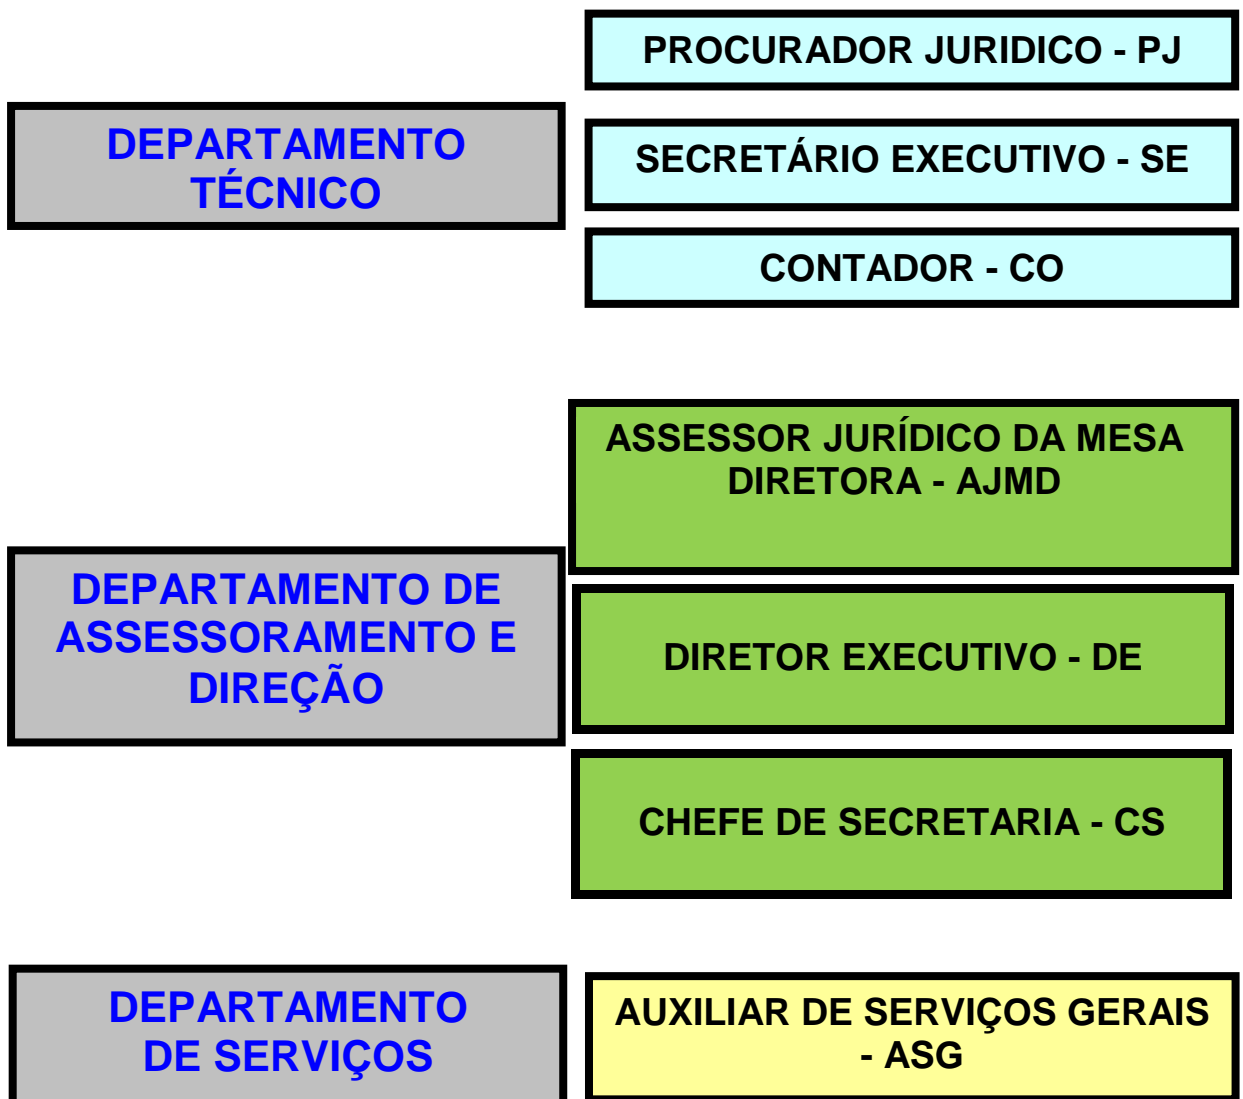 PROCURADOR JURIDICO - PJ
DEPARTAMENTO
TÉCNICO
SECRETÁRIO EXECUTIVO - SE
CONTADOR - CO
ASSESSOR JURÍDICO DA MESA
DIRETORA - AJMD
DEPARTAMENTO DE
ASSESSORAMENTO E
DIREÇÃO
DIRETOR EXECUTIVO - DE
CHEFE DE SECRETARIA - CS
DEPARTAMENTO
DE SERVIÇOS
AUXILIAR DE SERVIÇOS GERAIS
- ASG